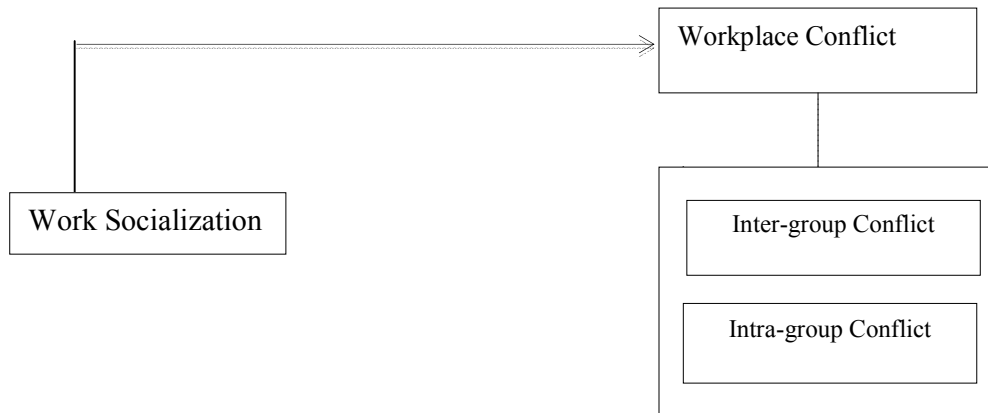 Workplace Conflict
Work Socialization
Inter-group Conflict
Intra-group Conflict